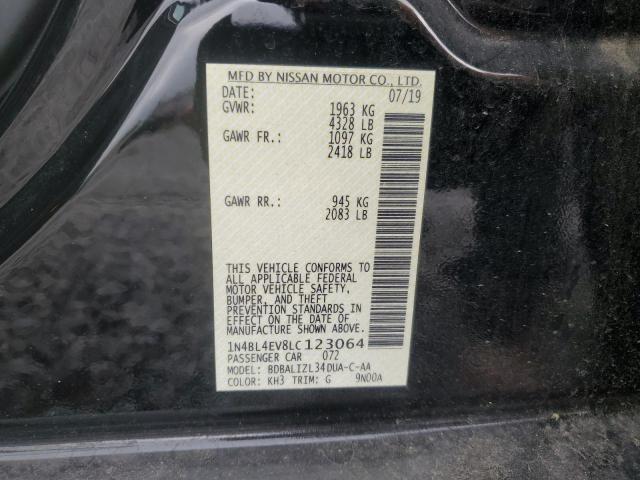 MFD BY NISSAN MOTOR CO., LTD.
DATE: 07/19
GVWR: 1963 KG
4328 LB
GAWR FR.: 1097 KG
2418 LB
GAWR RR.: 945 KG
2083 LB
THIS VEHICLE CONFORMS TO
ALL APPLICABLE FEDERAL
MOTOR VEHICLE SAFETY,
BUMPER, AND THEFT
PREVENTION STANDARDS
IN EFFECT ON THE DATE OF
MANUFACTURE SHOWN ABOVE.
1N4BL4EV8LC123064
PASSENGER CAR 072
MODEL: BDBALIZL34DUA-C-AA
COLOR: KH3 TRIM: G 9N00A